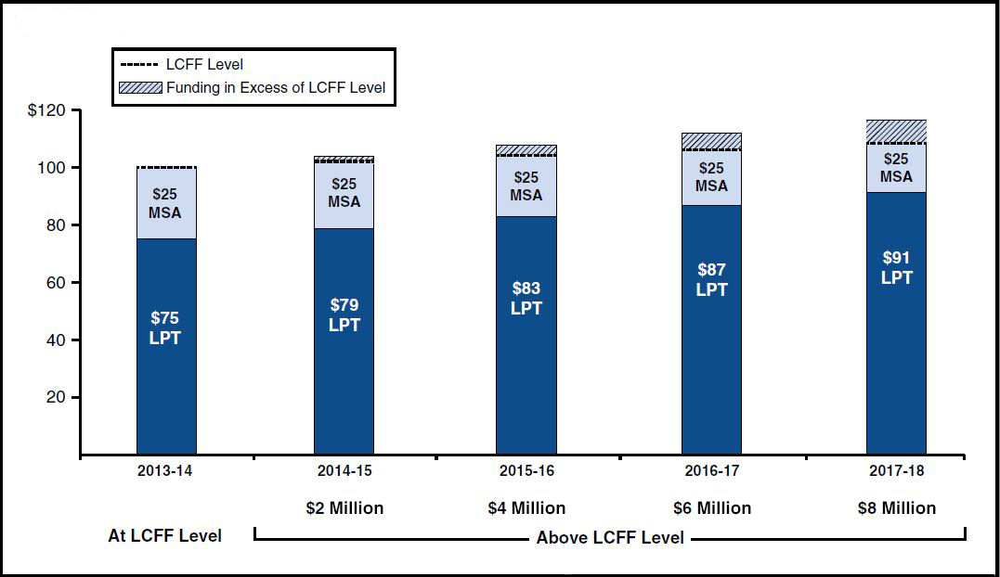 LCFF Level
Funding in Excess of LCFF Level
$120
100
80
60
40
20
$25
MSA
$75
LPT
$25
MSA
$79
LPT
$25
MSA
$83
LPT
$25
MSA
$87
LPT
$25
MSA
$91
LPT
2013-14
2014-15
2015-16
2016-17
2017-18
$2 Million
$4 Million
$6 Million
$8 Million
At LCFF Level
Above LCFF Level